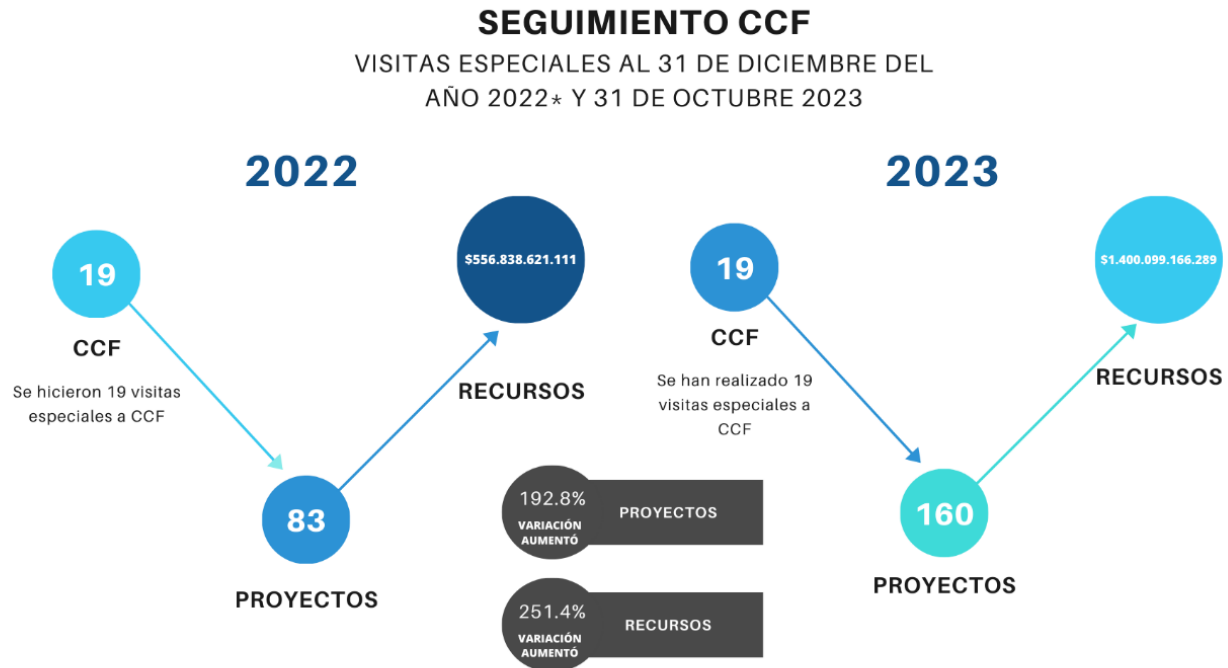 SEGUIMIENTO CCF
VISITAS ESPECIALES AL 31 DE DICIEMBRE DEL
AÑO 2022* Y 31 DE OCTUBRE 2023
2022
19
CCF
Se hicieron 19 visitas
especiales a CCF
83
PROYECTOS
$556.838.621.111
RECURSOS
2023
19
CCF
Se han realizado 19
visitas especiales a
CCF
160
PROYECTOS
$1.400.099.166.289
RECURSOS
192.8%
VARIACIÓN
AUMENTÓ
PROYECTOS
251.4%
VARIACIÓN
AUMENTÓ
RECURSOS